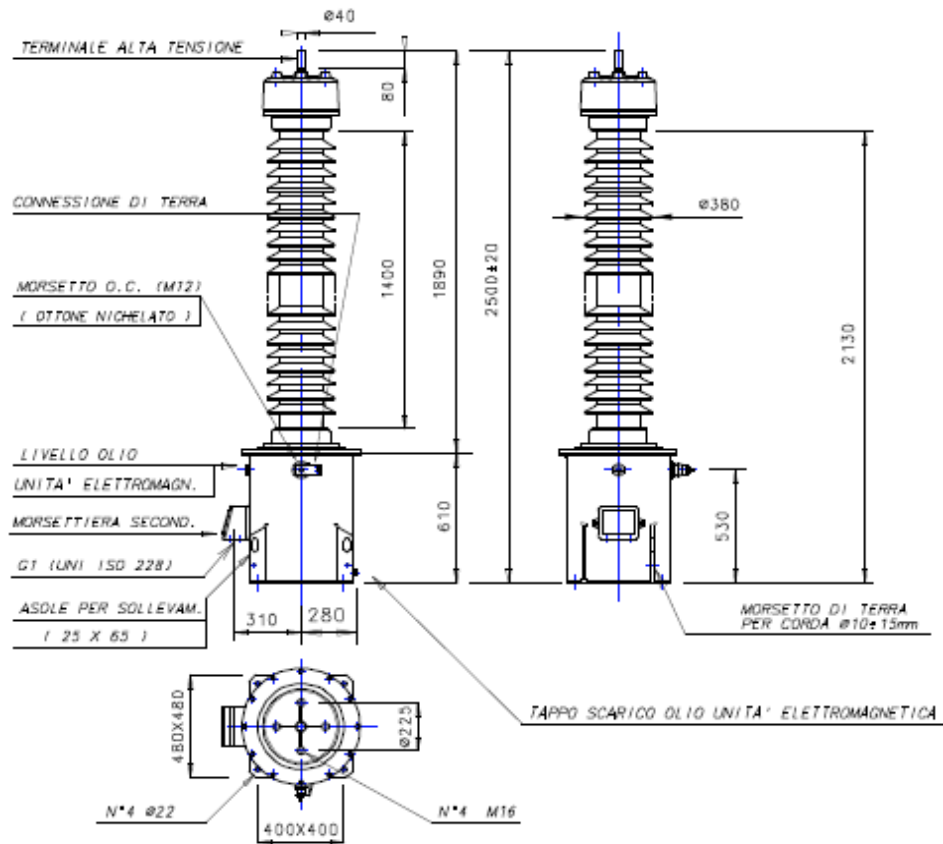 Ø40
TERMINALE ALTA TENSIONE
80
CONNESSIONE DI TERRA
Ø380
1400
1890
2500±20
2130
MORSETTO O.C. (M12)
( OTTONE NICHELATO )
LIVELLO OLIO
UNITA' ELETTROMAGN.
MORSETTIERA SECOND.
610
530
G1 (UNI ISO 228)
ASOLE PER SOLLEVAM.
( 25 X 65 )
310
280
MORSETTO DI TERRA
PER CORDA Ø10÷15mm
480X480
Ø225
TAPPO SCARICO OLIO UNITA' ELETTROMAGNETICA
N°4 Ø22
N°4 M16
400X400